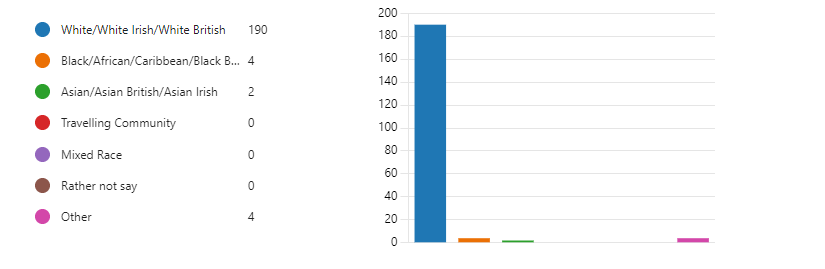 White/White Irish/White British 190
Black/African/Caribbean/Black B... 4
Asian/Asian British/Asian Irish 2
Travelling Community 0
Mixed Race 0
Rather not say 0
Other 4
200
180
160
140
120
100
80
60
40
20
0